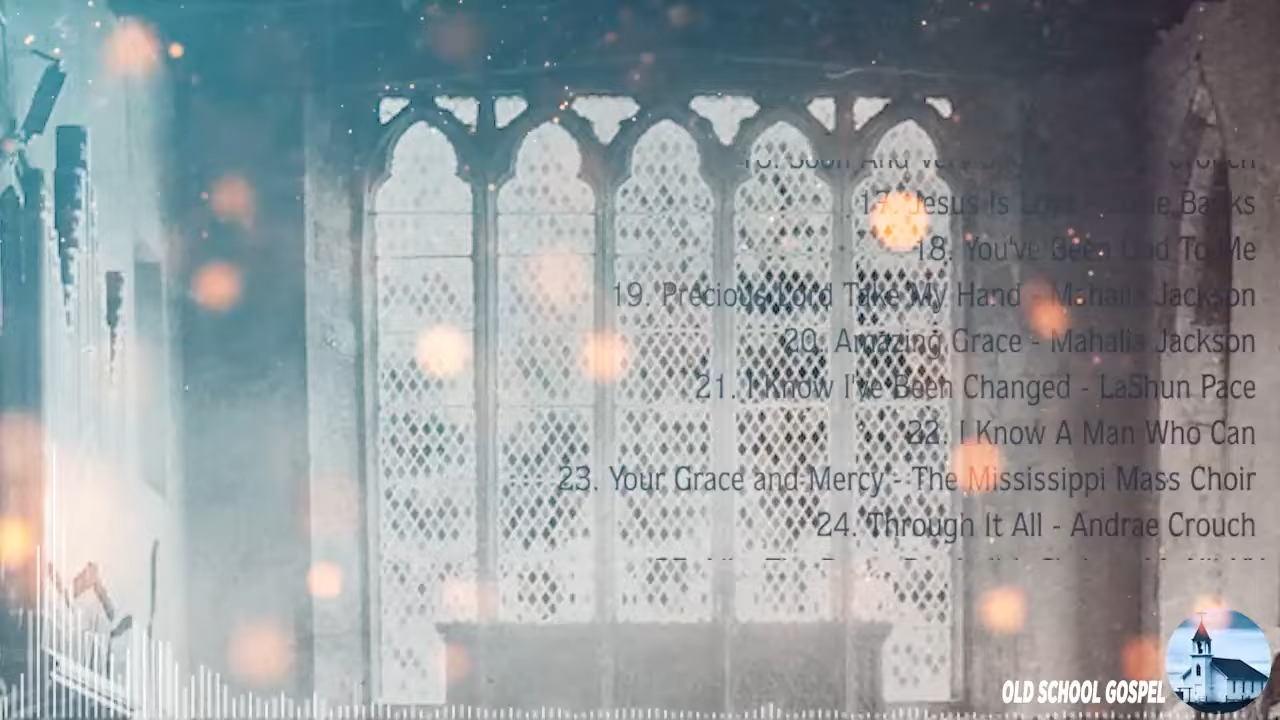 17. Jesus Is
18. You've Been God To Me
19. Precious Lord Take My Hand - Mahalia Jackson
20. Amazing Grace - Mahalia Jackson
21. I Know I've Been Changed - LaShun Pace
22. I Know A Man Who Can
23. Your Grace and Mercy - The Mississippi Mass Choir
24. Through It All - Andrae Crouch
OLD SCHOOL GOSPEL